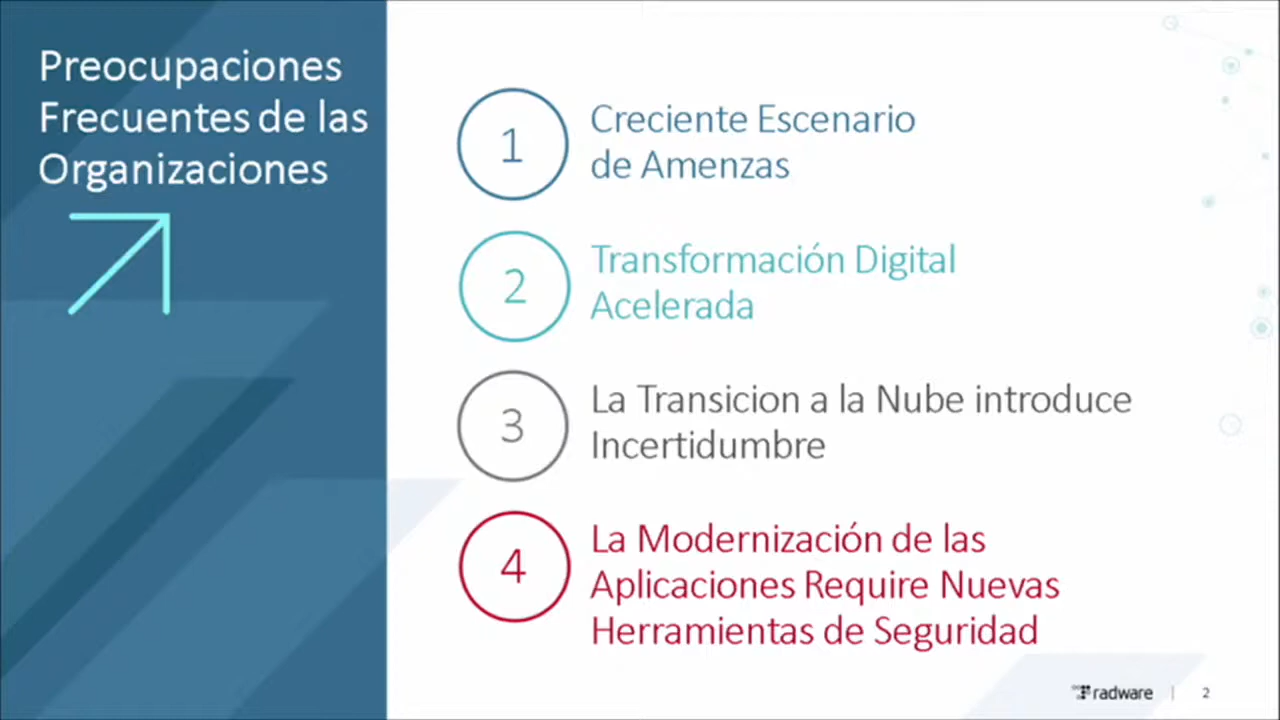 Preocupaciones
Frecuentes de las
Organizaciones
1
Creciente Escenario
de Amenzas
2
Transformación Digital
Acelerada
3
La Transicion a la Nube introduce
Incertidumbre
4
La Modernización de las
Aplicaciones Require Nuevas
Herramientas de Seguridad
radware
2